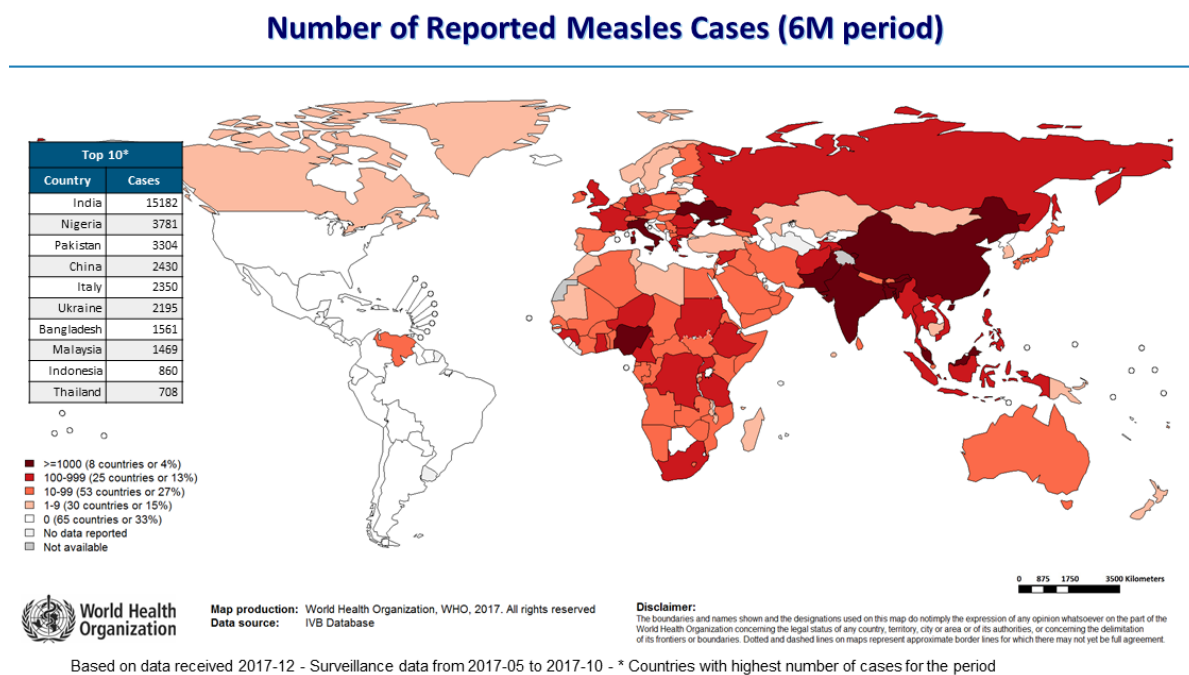 Number of Reported Measles Cases (6M period)
Top 10*
Country Cases
India 15182
Nigeria 3781
Pakistan 3304
China 2430
Italy 2350
Ukraine 2195
Bangladesh 1561
Malaysia 1469
Indonesia 860
Thailand 708
>=1000 (8 countries or 4%)
100-999 (25 countries or 13%)
10-99 (53 countries or 27%)
1-9 (30 countries or 15%)
0 (65 countries or 33%)
No data reported
Not available
0 875 1750 3500 Kilometers
World Health
Organization
Map production: World Health Organization, WHO, 2017. All rights reserved
Data source: IVB Database
Disclaimer:
The boundaries and names shown and the designations used on this map do notimply the expression of any opinion whatsoever on the part of the
World Health Organization concerning the legal status of any country, territory, city or area or of its authorities, or concerning the delimitation
of its frontiers or boundaries. Dotted and dashed lines on maps represent approximate border lines for which there may not yet be full agreement.
Based on data received 2017-12 - Surveillance data from 2017-05 to 2017-10 - * Countries with highest number of cases for the period